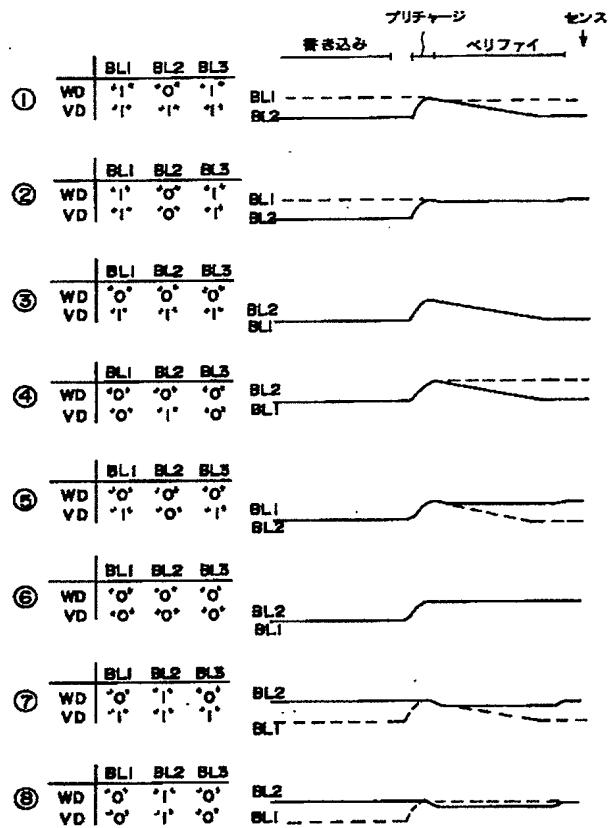 プリチャージ センス
書き込み ベリファイ
① BL1 BL2 BL3
WD "1" "0" "1"
VD "1" "1" "1"
BL1
BL2
② BL1 BL2 BL3
WD "1" "0" "1"
VD "1" "0" "1"
BL1
BL2
③ BL1 BL2 BL3
WD "0" "0" "0"
VD "1" "1" "1"
BL2
BL1
④ BL1 BL2 BL3
WD "0" "0" "0"
VD "0" "1" "0"
BL2
BL1
⑤ BL1 BL2 BL3
WD "0" "0" "0"
VD "1" "0" "1"
BL1
BL2
⑥ BL1 BL2 BL3
WD "0" "0" "0"
VD "0" "0" "0"
BL2
BL1
⑦ BL1 BL2 BL3
WD "0" "1" "0"
VD "1" "1" "1"
BL2
BL1
⑧ BL1 BL2 BL3
WD "0" "1" "0"
VD "0" "1" "0"
BL2
BL1